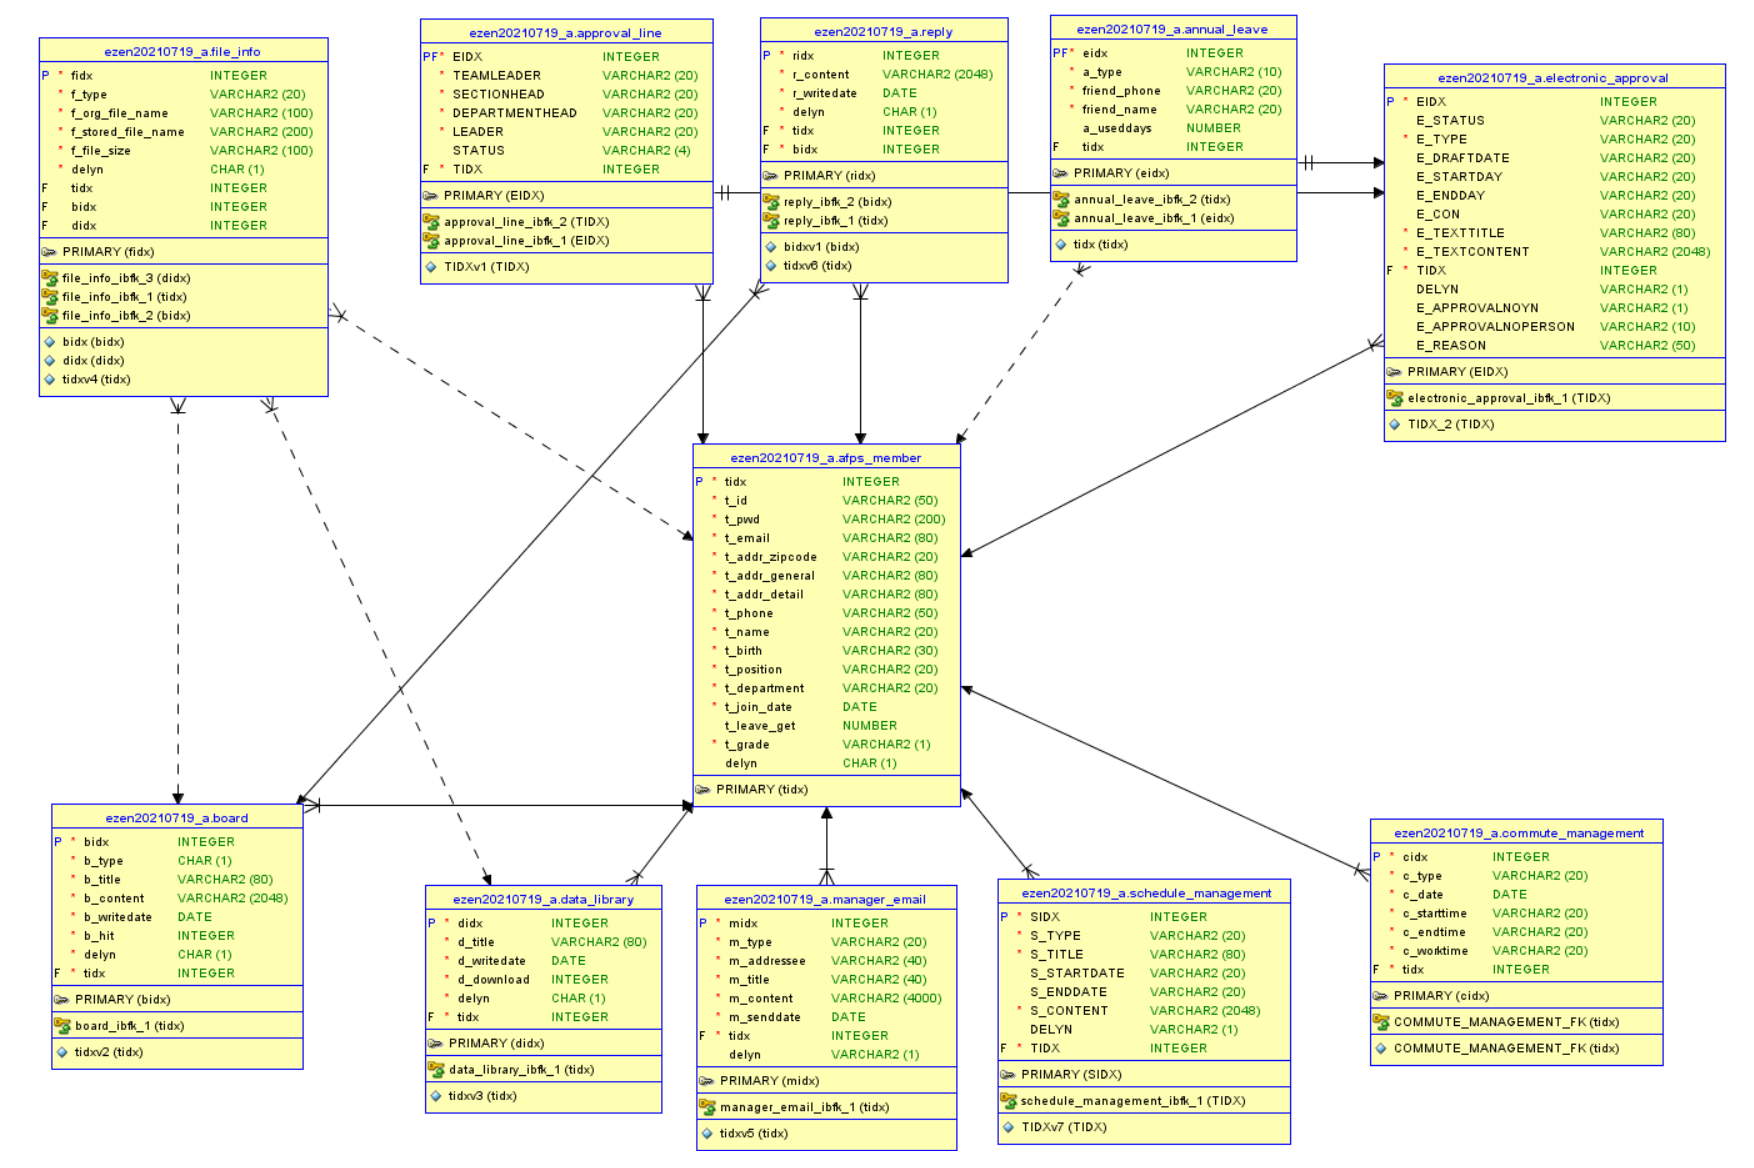 ezen20210719_a.file_info
P * fidx INTEGER
* f_type VARCHAR2 (20)
* f_org_file_name VARCHAR2 (100)
* f_stored_file_name VARCHAR2 (200)
* f_file_size VARCHAR2 (100)
* delyn CHAR (1)
F tidx INTEGER
F bidx INTEGER
F didx INTEGER
PRIMARY (fidx)
file_info_ibfk_3 (didx)
file_info_ibfk_1 (tidx)
file_info_ibfk_2 (bidx)
bidx (bidx)
didx (didx)
tidxv4 (tidx)
ezen20210719_a.approval_line
PF* EIDX INTEGER
* TEAMLEADER VARCHAR2 (20)
* SECTIONHEAD VARCHAR2 (20)
* DEPARTMENTHEAD VARCHAR2 (20)
* LEADER VARCHAR2 (20)
STATUS VARCHAR2 (4)
F * TIDX INTEGER
PRIMARY (EIDX)
approval_line_ibfk_2 (TIDX)
approval_line_ibfk_1 (EIDX)
TIDXv1 (TIDX)
ezen20210719_a.reply
P * ridx INTEGER
* r_content VARCHAR2 (2048)
* r_writedate DATE
* delyn CHAR (1)
F * tidx INTEGER
F * bidx INTEGER
PRIMARY (ridx)
reply_ibfk_2 (bidx)
reply_ibfk_1 (tidx)
bidxv1 (bidx)
tidxv6 (tidx)
ezen20210719_a.annual_leave
PF* eidx INTEGER
* a_type VARCHAR2 (10)
* friend_phone VARCHAR2 (20)
* friend_name VARCHAR2 (20)
a_useddays NUMBER
F tidx INTEGER
PRIMARY (eidx)
annual_leave_ibfk_2 (tidx)
annual_leave_ibfk_1 (eidx)
tidx (tidx)
ezen20210719_a.electronic_approval
P * EIDX INTEGER
E_STATUS VARCHAR2 (20)
* E_TYPE VARCHAR2 (20)
E_DRAFTDATE VARCHAR2 (20)
E_STARTDAY VARCHAR2 (20)
E_ENDDAY VARCHAR2 (20)
E_CON VARCHAR2 (20)
* E_TEXTTITLE VARCHAR2 (80)
* E_TEXTCONTENT VARCHAR2 (2048)
F * TIDX INTEGER
DELYN VARCHAR2 (1)
E_APPROVALNOYN VARCHAR2 (1)
E_APPROVALNOPERSON VARCHAR2 (10)
E_REASON VARCHAR2 (50)
PRIMARY (EIDX)
electronic_approval_ibfk_1 (TIDX)
TIDX_2 (TIDX)
ezen20210719_a.afps_member
P * tidx INTEGER
* t_id VARCHAR2 (50)
* t_pwd VARCHAR2 (200)
* t_email VARCHAR2 (80)
* t_addr_zipcode VARCHAR2 (20)
* t_addr_general VARCHAR2 (80)
* t_addr_detail VARCHAR2 (80)
* t_phone VARCHAR2 (50)
* t_name VARCHAR2 (20)
* t_birth VARCHAR2 (30)
* t_position VARCHAR2 (20)
* t_department VARCHAR2 (20)
* t_join_date DATE
t_leave_get NUMBER
* t_grade VARCHAR2 (1)
delyn CHAR (1)
PRIMARY (tidx)
ezen20210719_a.board
P * bidx INTEGER
* b_type CHAR (1)
* b_title VARCHAR2 (80)
* b_content VARCHAR2 (2048)
* b_writedate DATE
* b_hit INTEGER
* delyn CHAR (1)
F * tidx INTEGER
PRIMARY (bidx)
board_ibfk_1 (tidx)
tidxv2 (tidx)
ezen20210719_a.data_library
P * didx INTEGER
* d_title VARCHAR2 (80)
* d_writedate DATE
* d_download INTEGER
* delyn CHAR (1)
F * tidx INTEGER
PRIMARY (didx)
data_library_ibfk_1 (tidx)
tidxv3 (tidx)
ezen20210719_a.manager_email
P * midx INTEGER
* m_type VARCHAR2 (20)
* m_addressee VARCHAR2 (40)
* m_title VARCHAR2 (40)
* m_content VARCHAR2 (4000)
* m_senddate DATE
F * tidx INTEGER
delyn VARCHAR2 (1)
PRIMARY (midx)
manager_email_ibfk_1 (tidx)
tidxv5 (tidx)
ezen20210719_a.schedule_management
P * SIDX INTEGER
* S_TYPE VARCHAR2 (20)
* S_TITLE VARCHAR2 (80)
S_STARTDATE VARCHAR2 (20)
S_ENDDATE VARCHAR2 (20)
* S_CONTENT VARCHAR2 (2048)
DELYN VARCHAR2 (1)
F * TIDX INTEGER
PRIMARY (SIDX)
schedule_management_ibfk_1 (TIDX)
TIDXv7 (TIDX)
ezen20210719_a.commute_management
P * cidx INTEGER
* c_type VARCHAR2 (20)
* c_date DATE
* c_starttime VARCHAR2 (20)
* c_endtime VARCHAR2 (20)
* c_worktime VARCHAR2 (20)
F * tidx INTEGER
PRIMARY (cidx)
COMMUTE_MANAGEMENT_FK (tidx)
COMMUTE_MANAGEMENT_FK (tidx)